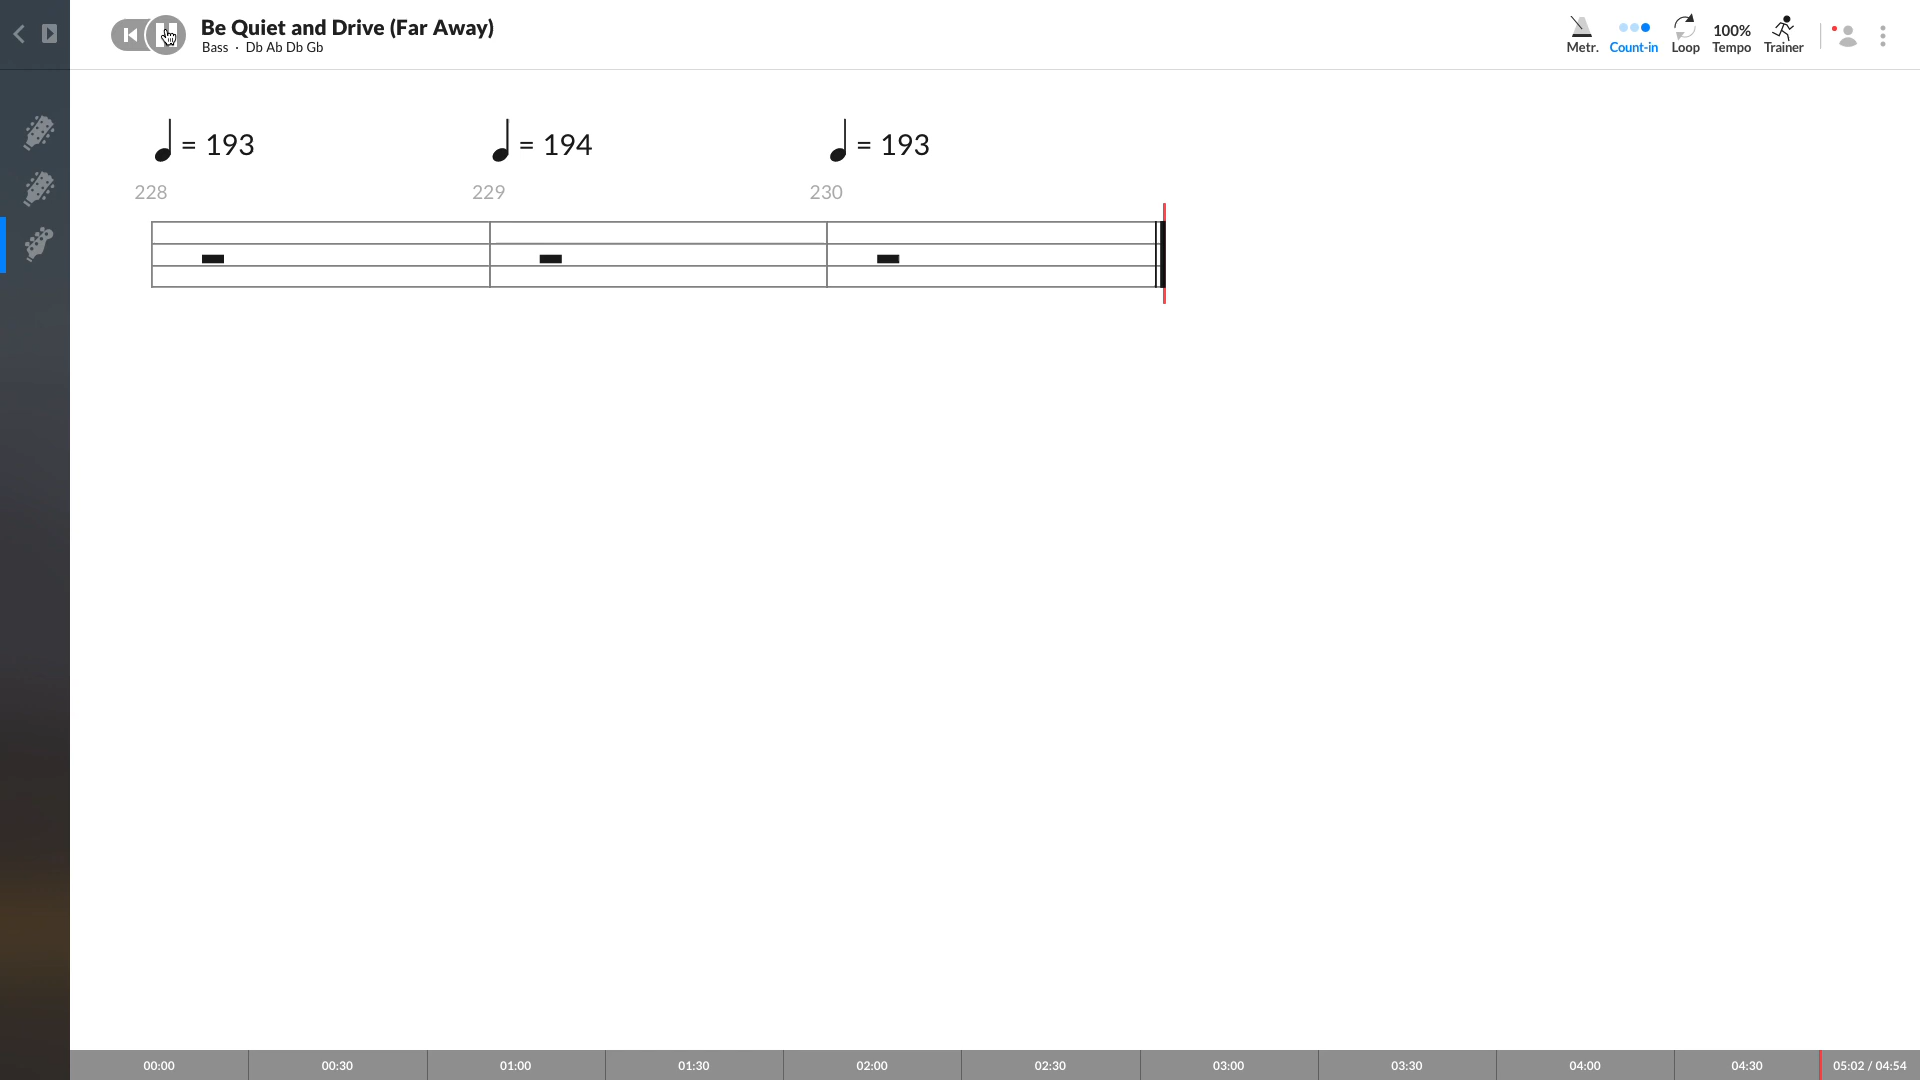 Be Quiet and Drive (Far Away)
Bass · Db Ab Db Gb
Metr.
Count-in
Loop
100%
Tempo
Trainer
= 193
= 194
= 193
228
229
230
00:00
00:30
01:00
01:30
02:00
02:30
03:00
03:30
04:00
04:30
05:02 / 04:54